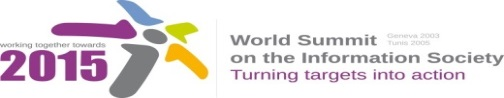 working together towards
2015
World Summit
Geneva 2003
Tunis 2005
on the Information Society
Turning targets into action